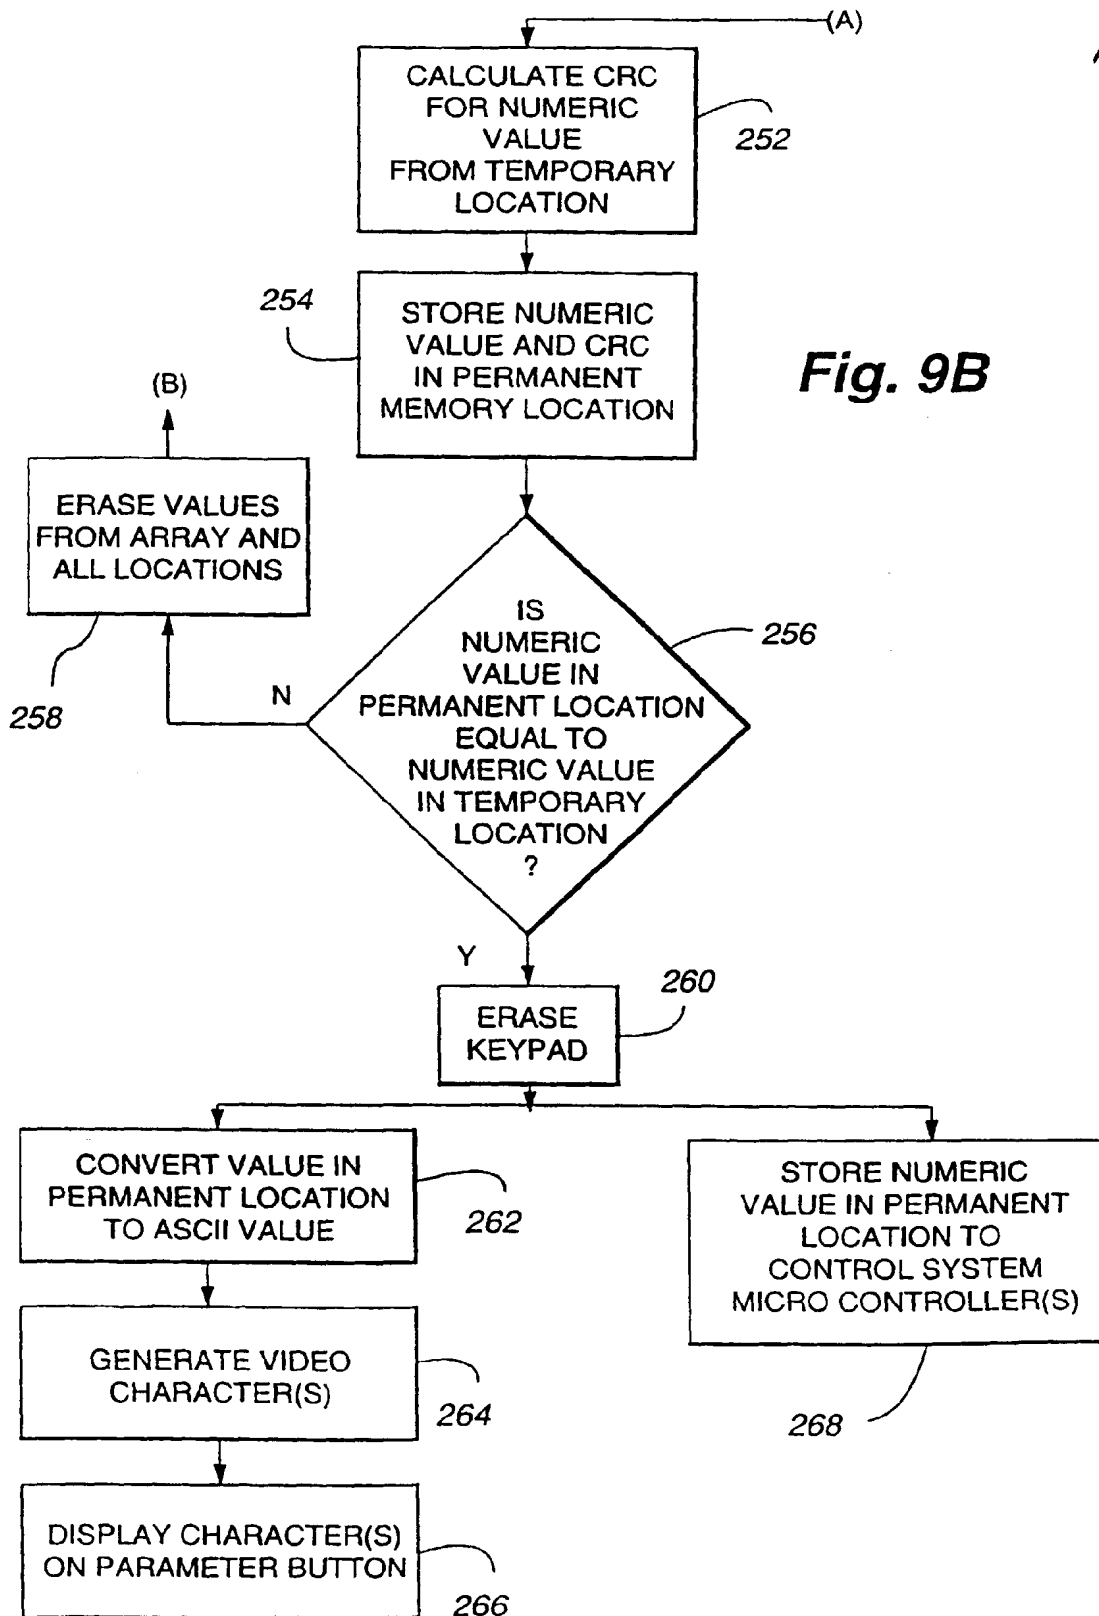 (A)
CALCULATE CRC
FOR NUMERIC
VALUE
FROM TEMPORARY
LOCATION
252
254
STORE NUMERIC
VALUE AND CRC
IN PERMANENT
MEMORY LOCATION
Fig. 9B
(B)
ERASE VALUES
FROM ARRAY AND
ALL LOCATIONS
258
N
IS
NUMERIC
VALUE IN
PERMANENT LOCATION
EQUAL TO
NUMERIC VALUE
IN TEMPORARY
LOCATION
?
256
Y
ERASE
KEYPAD
260
CONVERT VALUE IN
PERMANENT LOCATION
TO ASCII VALUE
262
GENERATE VIDEO
CHARACTER(S)
264
DISPLAY CHARACTER(S)
ON PARAMETER BUTTON
266
STORE NUMERIC
VALUE IN PERMANENT
LOCATION TO
CONTROL SYSTEM
MICRO CONTROLLER(S)
268